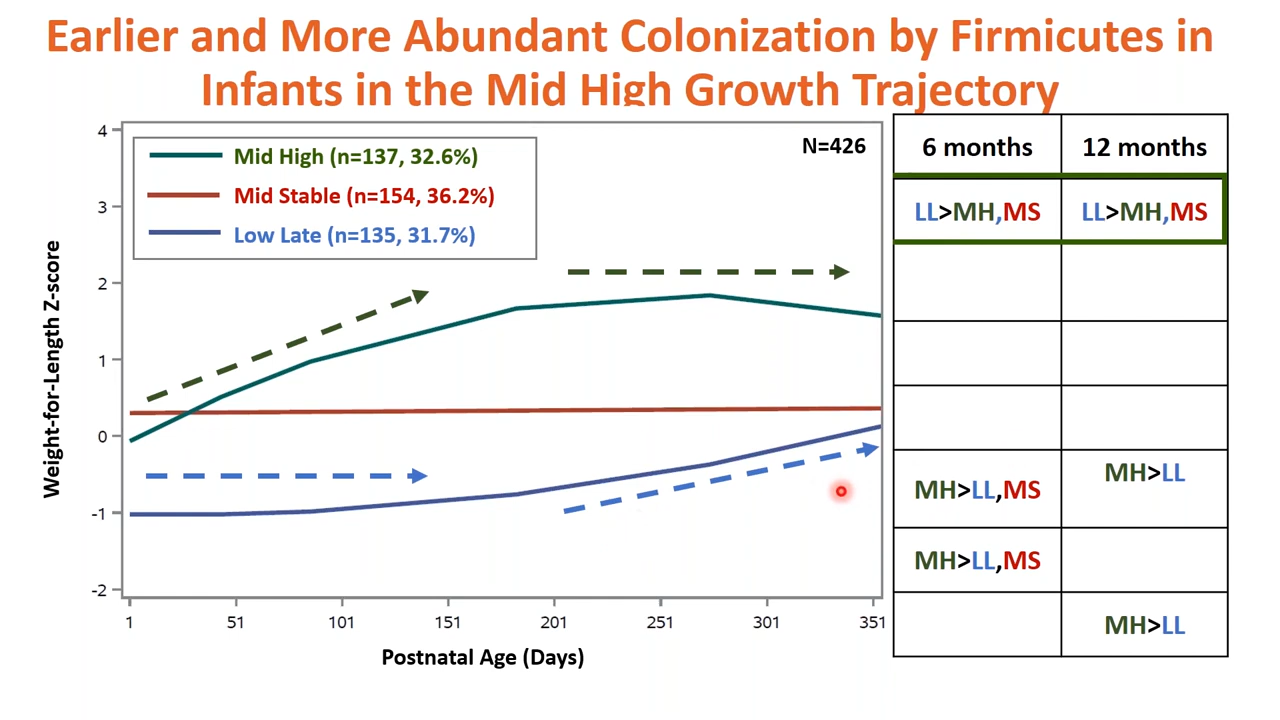 Earlier and More Abundant Colonization by Firmicutes in
Infants in the Mid High Growth Trajectory
Mid High (n=137, 32.6%)
Mid Stable (n=154, 36.2%)
Low Late (n=135, 31.7%)
N=426
Weight-for-Length Z-score
4
3
2
1
0
-1
-2
1 51 101 151 201 251 301 351
Postnatal Age (Days)
6 months 12 months
LL>MH,MS LL>MH,MS
MH>LL,MS MH>LL
MH>LL,MS
MH>LL